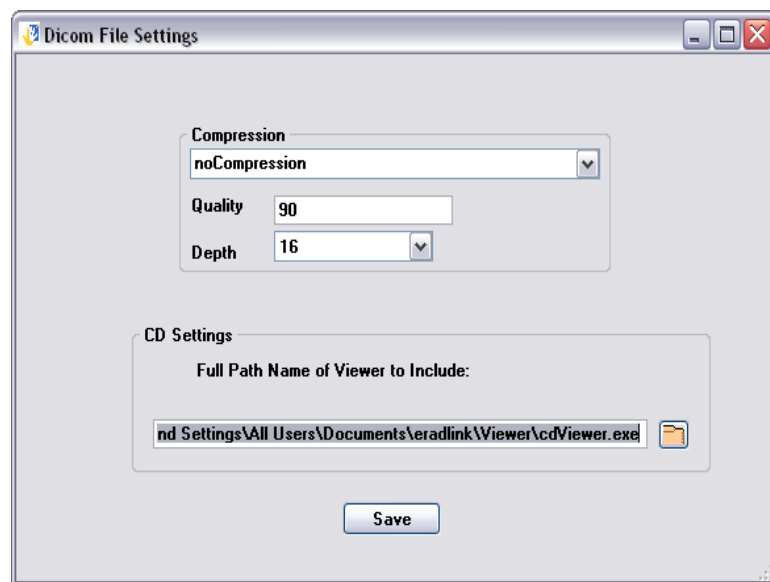 Dicom File Settings
Compression
noCompression
Quality 90
Depth 16
CD Settings
Full Path Name of Viewer to Include:
nd Settings\All Users\Documents\eradlink\Viewer\cdViewer.exe
Save